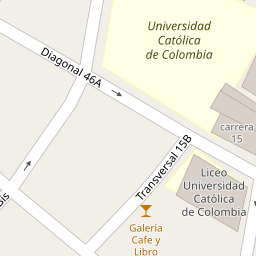 Universidad
Católica
de Colombia
Diagonal 46A
carrera
15
Transversal 15B
Liceo
Universidad
Católica
de Colombia
Galería
Cafe y
Libro